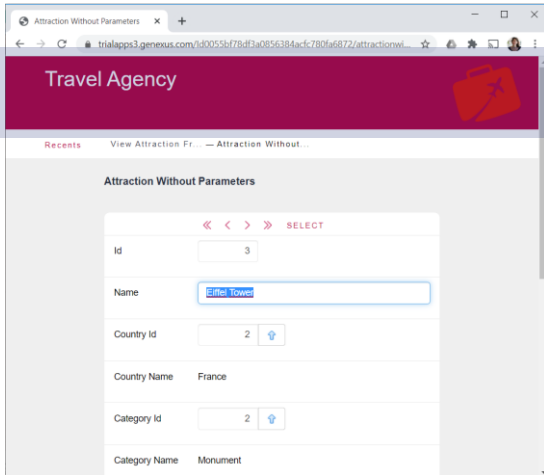 Attraction Without Parameters
trialapps3.genexus.com/Id0055bf78df3a0856384acfc780fa6872/attractionwi...
Travel Agency
Recents View Attraction Fr... — Attraction Without...
Attraction Without Parameters
SELECT
Id 3
Name Eiffel Tower
Country Id 2
Country Name France
Category Id 2
Category Name Monument